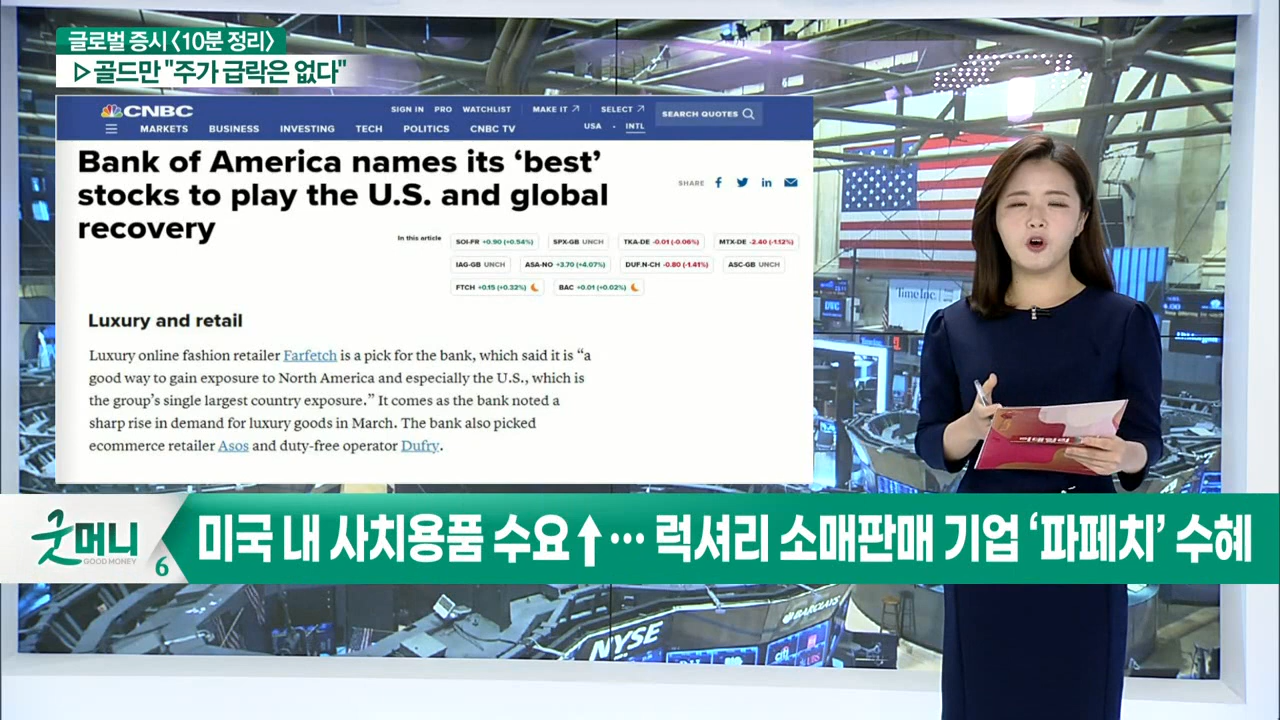 글로벌 증시 <10분 정리>
▷골드만 "주가 급락은 없다"
CNBC
SIGN IN PRO WATCHLIST MAKE IT ↗ SELECT ↗ SEARCH QUOTES
MARKETS BUSINESS INVESTING TECH POLITICS CNBC TV USA · INTL
Bank of America names its ‘best’
stocks to play the U.S. and global
recovery
SHARE
In this article SOI-FR +0.90 (+0.54%) SPX-GB UNCH TKA-DE -0.01 (-0.06%) MTX-DE -2.40 (-1.12%)
IAG-GB UNCH ASA-NO +3.70 (+4.07%) DUF.N-CH -0.80 (-1.41%) ASC-GB UNCH
FTCH +0.15 (+0.32%) BAC +0.01 (+0.02%)
Luxury and retail
Luxury online fashion retailer Farfetch is a pick for the bank, which said it is “a
good way to gain exposure to North America and especially the U.S., which is
the group’s single largest country exposure.” It comes as the bank noted a
sharp rise in demand for luxury goods in March. The bank also picked
ecommerce retailer Asos and duty-free operator Dufry.
Time Inc.
굿머니
GOOD MONEY
6
미국 내 사치용품 수요↑… 럭셔리 소매판매 기업 ‘파페치’ 수혜
BARCLAYS
NYSE
citi
UBS